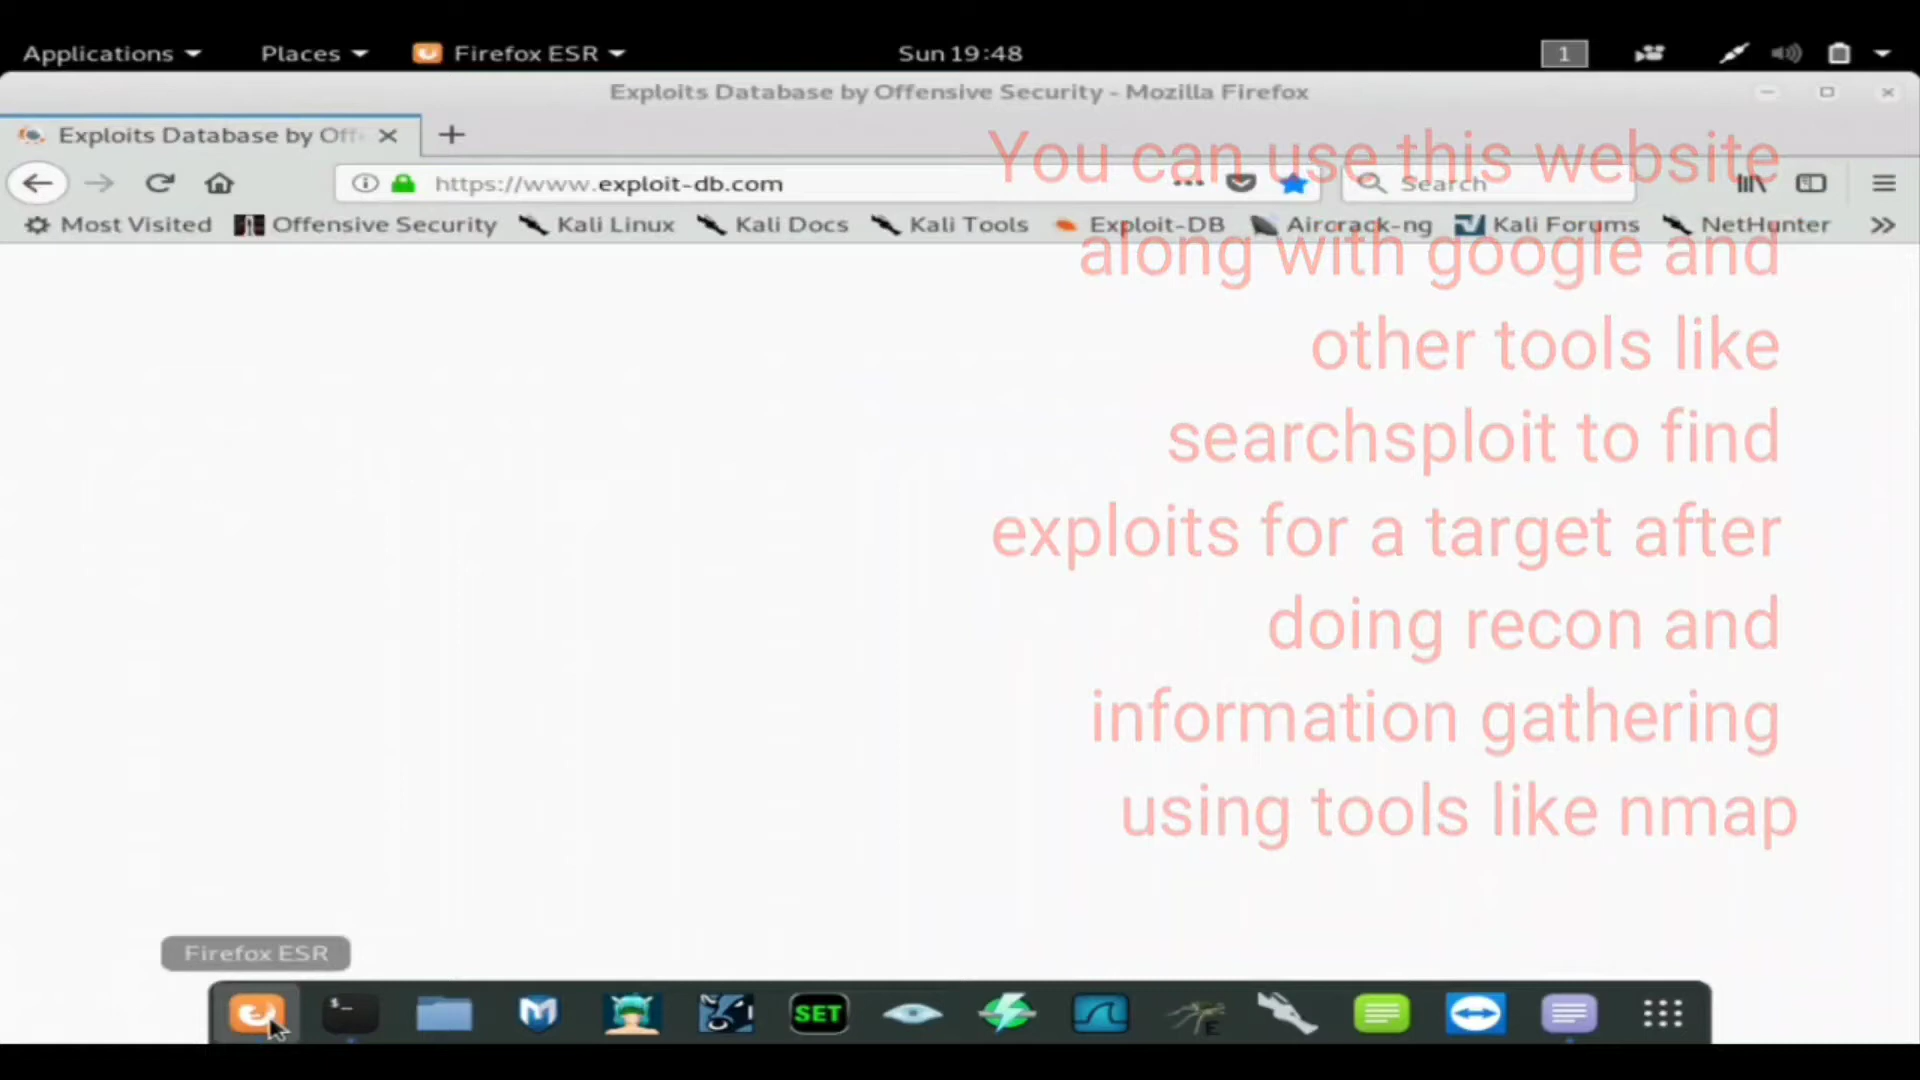 Applications Places Firefox ESR Sun 19:48 1
Exploits Database by Offensive Security - Mozilla Firefox
Exploits Database by Off
https://www.exploit-db.com Search
Most Visited Offensive Security Kali Linux Kali Docs Kali Tools Exploit-DB Aircrack-ng Kali Forums NetHunter
You can use this website
along with google and
other tools like
searchsploit to find
exploits for a target after
doing recon and
information gathering
using tools like nmap
Firefox ESR
$_ SET E